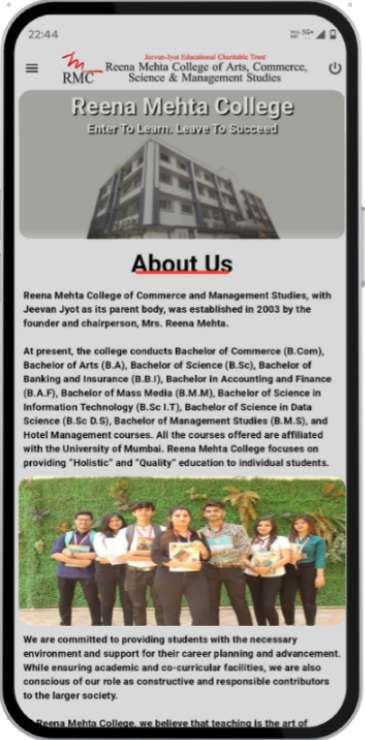 22:44
5G+
Jeevan-Jyot Educational Charitable Trust
RMC
Reena Mehta College of Arts, Commerce,
Science & Management Studies
Reena Mehta College
Enter To Learn. Leave To Succeed
About Us
Reena Mehta College of Commerce and Management Studies, with
Jeevan Jyot as its parent body, was established in 2003 by the
founder and chairperson, Mrs. Reena Mehta.
At present, the college conducts Bachelor of Commerce (B.Com),
Bachelor of Arts (B.A), Bachelor of Science (B.Sc), Bachelor of
Banking and Insurance (B.B.I), Bachelor in Accounting and Finance
(B.A.F), Bachelor of Mass Media (B.M.M), Bachelor of Science in
Information Technology (B.Sc I.T), Bachelor of Science in Data
Science (B.Sc D.S), Bachelor of Management Studies (B.M.S), and
Hotel Management courses. All the courses offered are affiliated
with the University of Mumbai. Reena Mehta College focuses on
providing "Holistic" and "Quality" education to individual students.
We are committed to providing students with the necessary
environment and support for their career planning and advancement.
While ensuring academic and co-curricular facilities, we are also
conscious of our role as constructive and responsible contributors
to the larger society.
Reena Mehta College, we believe that teaching is the art of